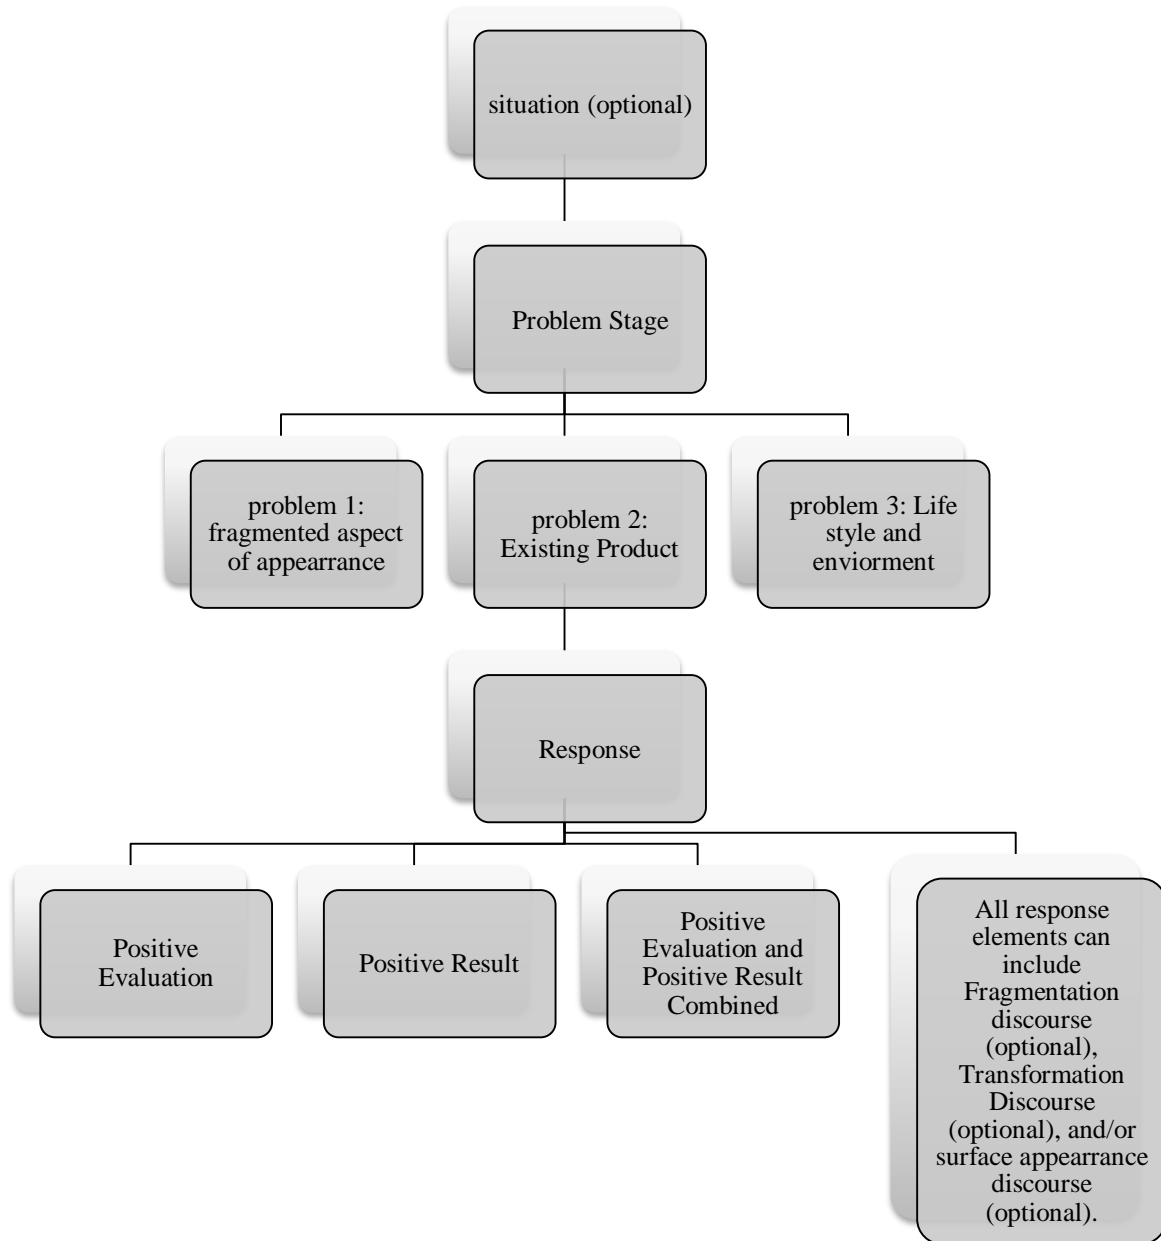 situation (optional)
Problem Stage
problem 1:
fragmented aspect
of appearrance
problem 2:
Existing Product
problem 3: Life
style and
enviorment
Response
Positive
Evaluation
Positive Result
Positive
Evaluation and
Positive Result
Combined
All response
elements can
include
Fragmentation
discourse
(optional),
Transformation
Discourse
(optional), and/or
surface appearrance
discourse
(optional).